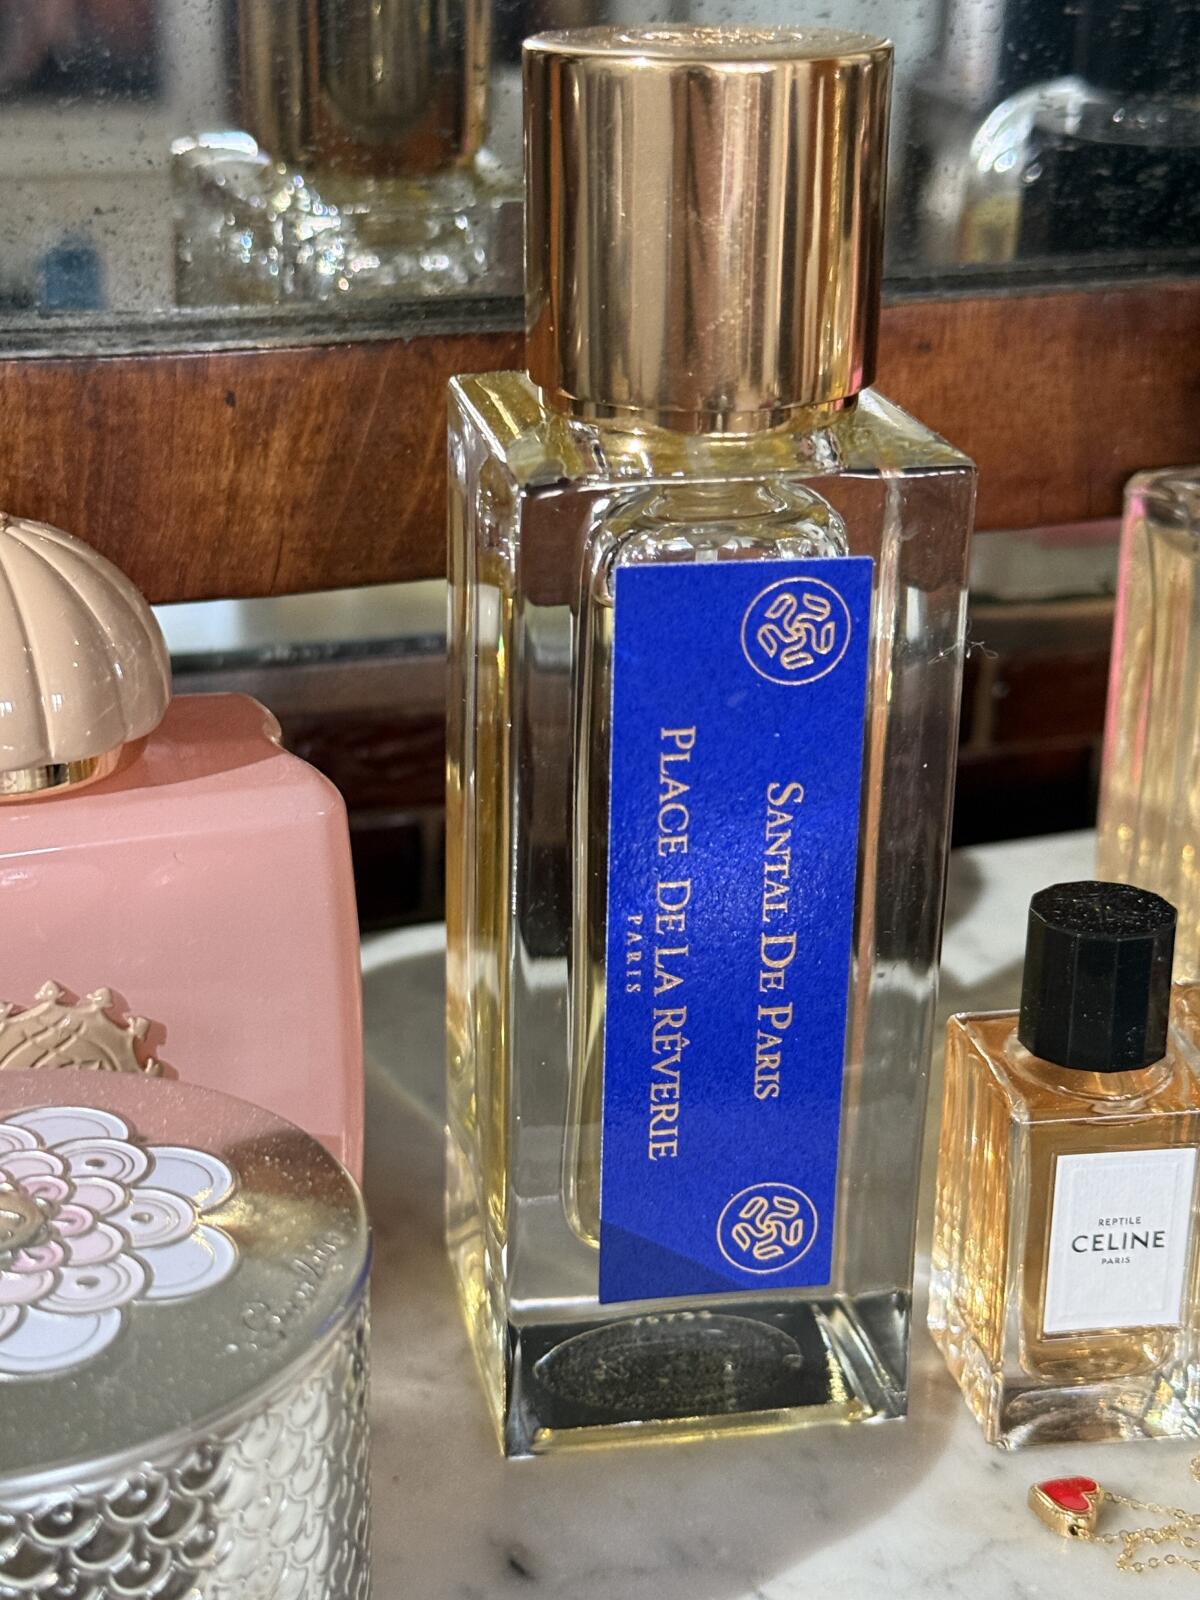 SANTAL DE PARIS
PLACE DE LA RÊVERIE
PARIS
REPTILE
CELINE
PARIS